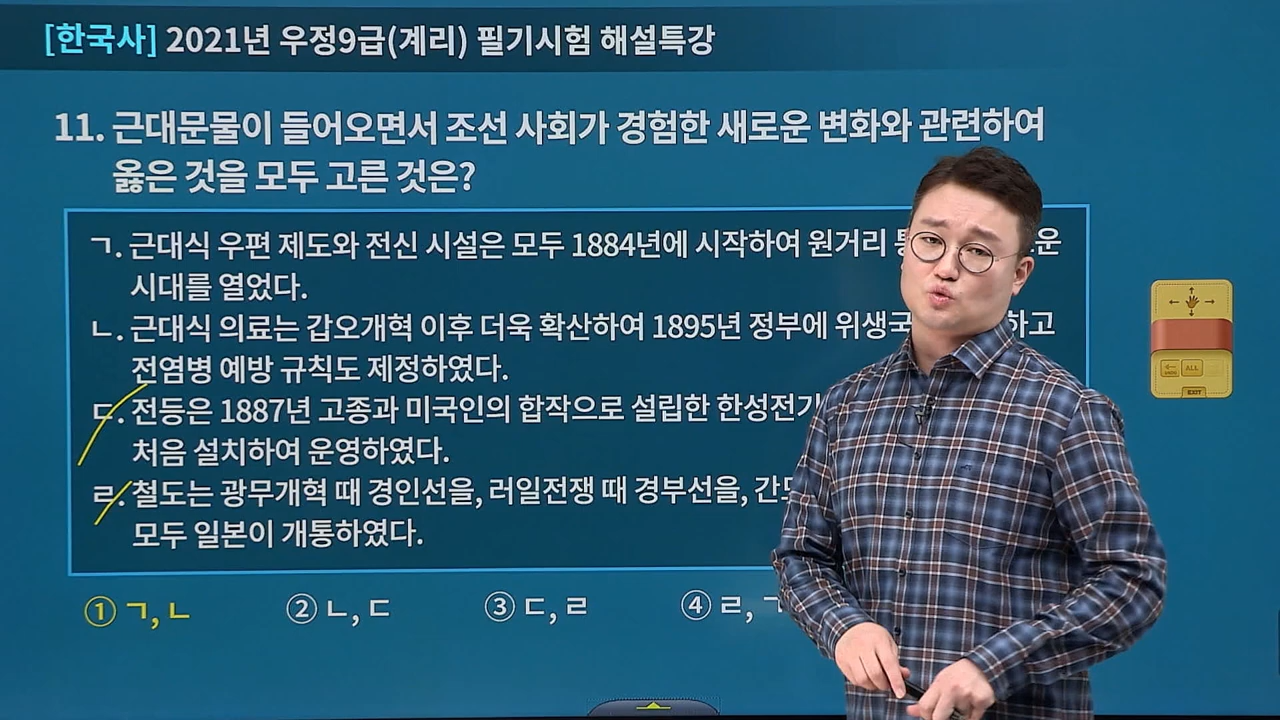 [한국사] 2021년 우정9급(계리) 필기시험 해설특강
11. 근대문물이 들어오면서 조선 사회가 경험한 새로운 변화와 관련하여
옳은 것을 모두 고른 것은?
ㄱ. 근대식 우편 제도와 전신 시설은 모두 1884년에 시작하여 원거리
시대를 열었다.
ㄴ. 근대식 의료는 갑오개혁 이후 더욱 확산하여 1895년 정부에
전염병 예방 규칙도 제정하였다.
ㄷ. 전등은 1887년 고종과 미국인의 합작으로 설립한
처음 설치하여 운영하였다.
ㄹ. 철도는 광무개혁 때 경인선을, 러일전쟁 때 경부선을,
모두 일본이 개통하였다.
① ㄱ, ㄴ ② ㄴ, ㄷ ③ ㄷ, ㄹ ④ ㄹ,
ALL
EXIT